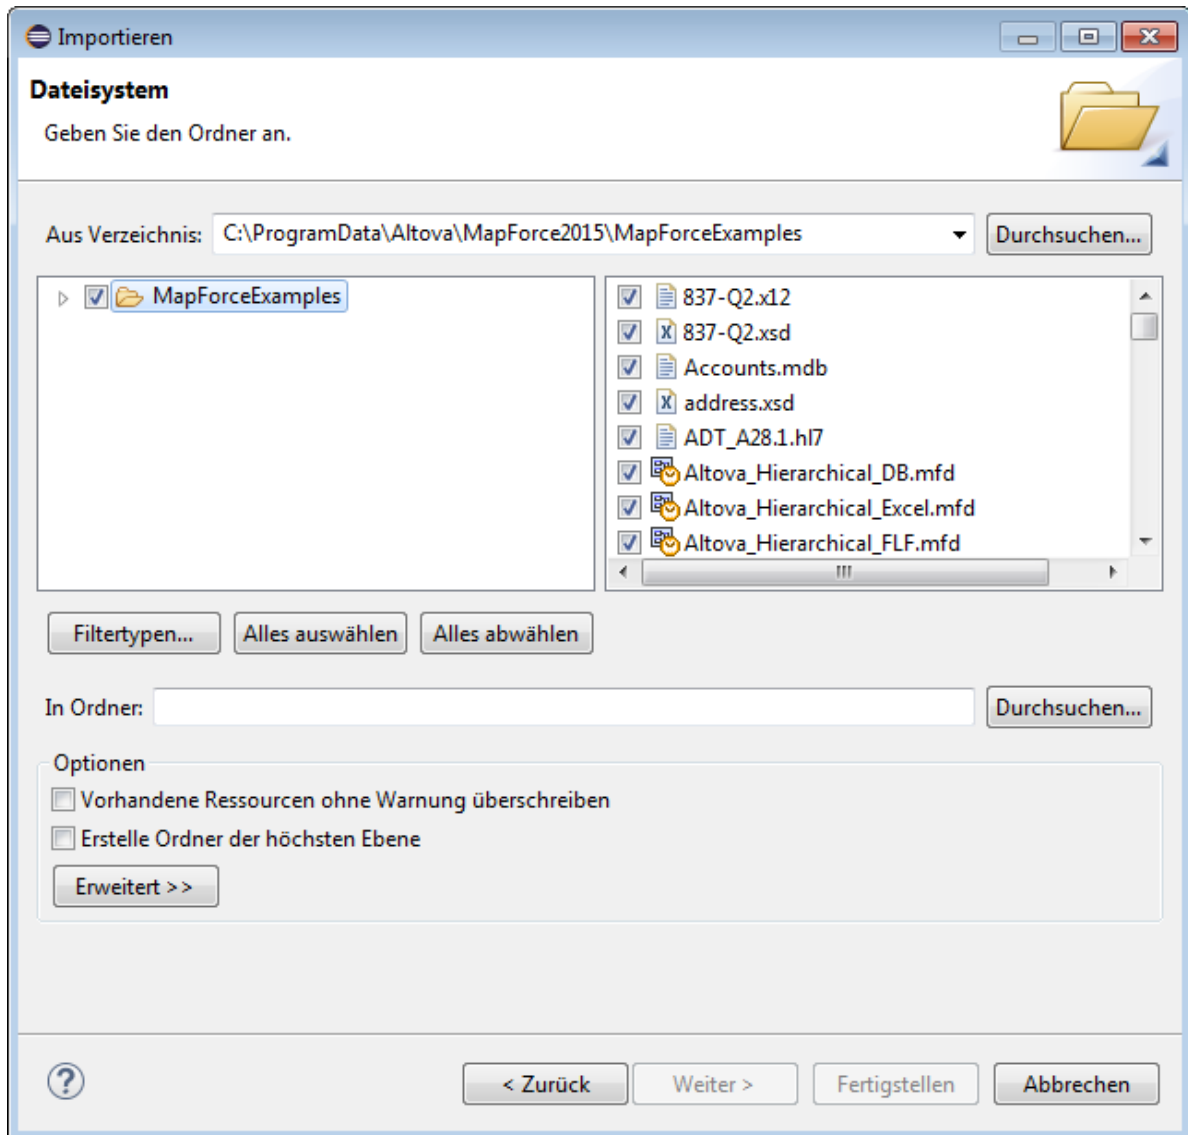 Importieren
Dateisystem
Geben Sie den Ordner an.
Aus Verzeichnis: C:\ProgramData\Altova\MapForce2015\MapForceExamples Durchsuchen...
MapForceExamples
837-Q2.x12
837-Q2.xsd
Accounts.mdb
address.xsd
ADT_A28.1.hl7
Altova_Hierarchical_DB.mfd
Altova_Hierarchical_Excel.mfd
Altova_Hierarchical_FLF.mfd
Filtertypen... Alles auswählen Alles abwählen
In Ordner: Durchsuchen...
Optionen
Vorhandene Ressourcen ohne Warnung überschreiben
Erstelle Ordner der höchsten Ebene
Erweitert >>
< Zurück Weiter > Fertigstellen Abbrechen